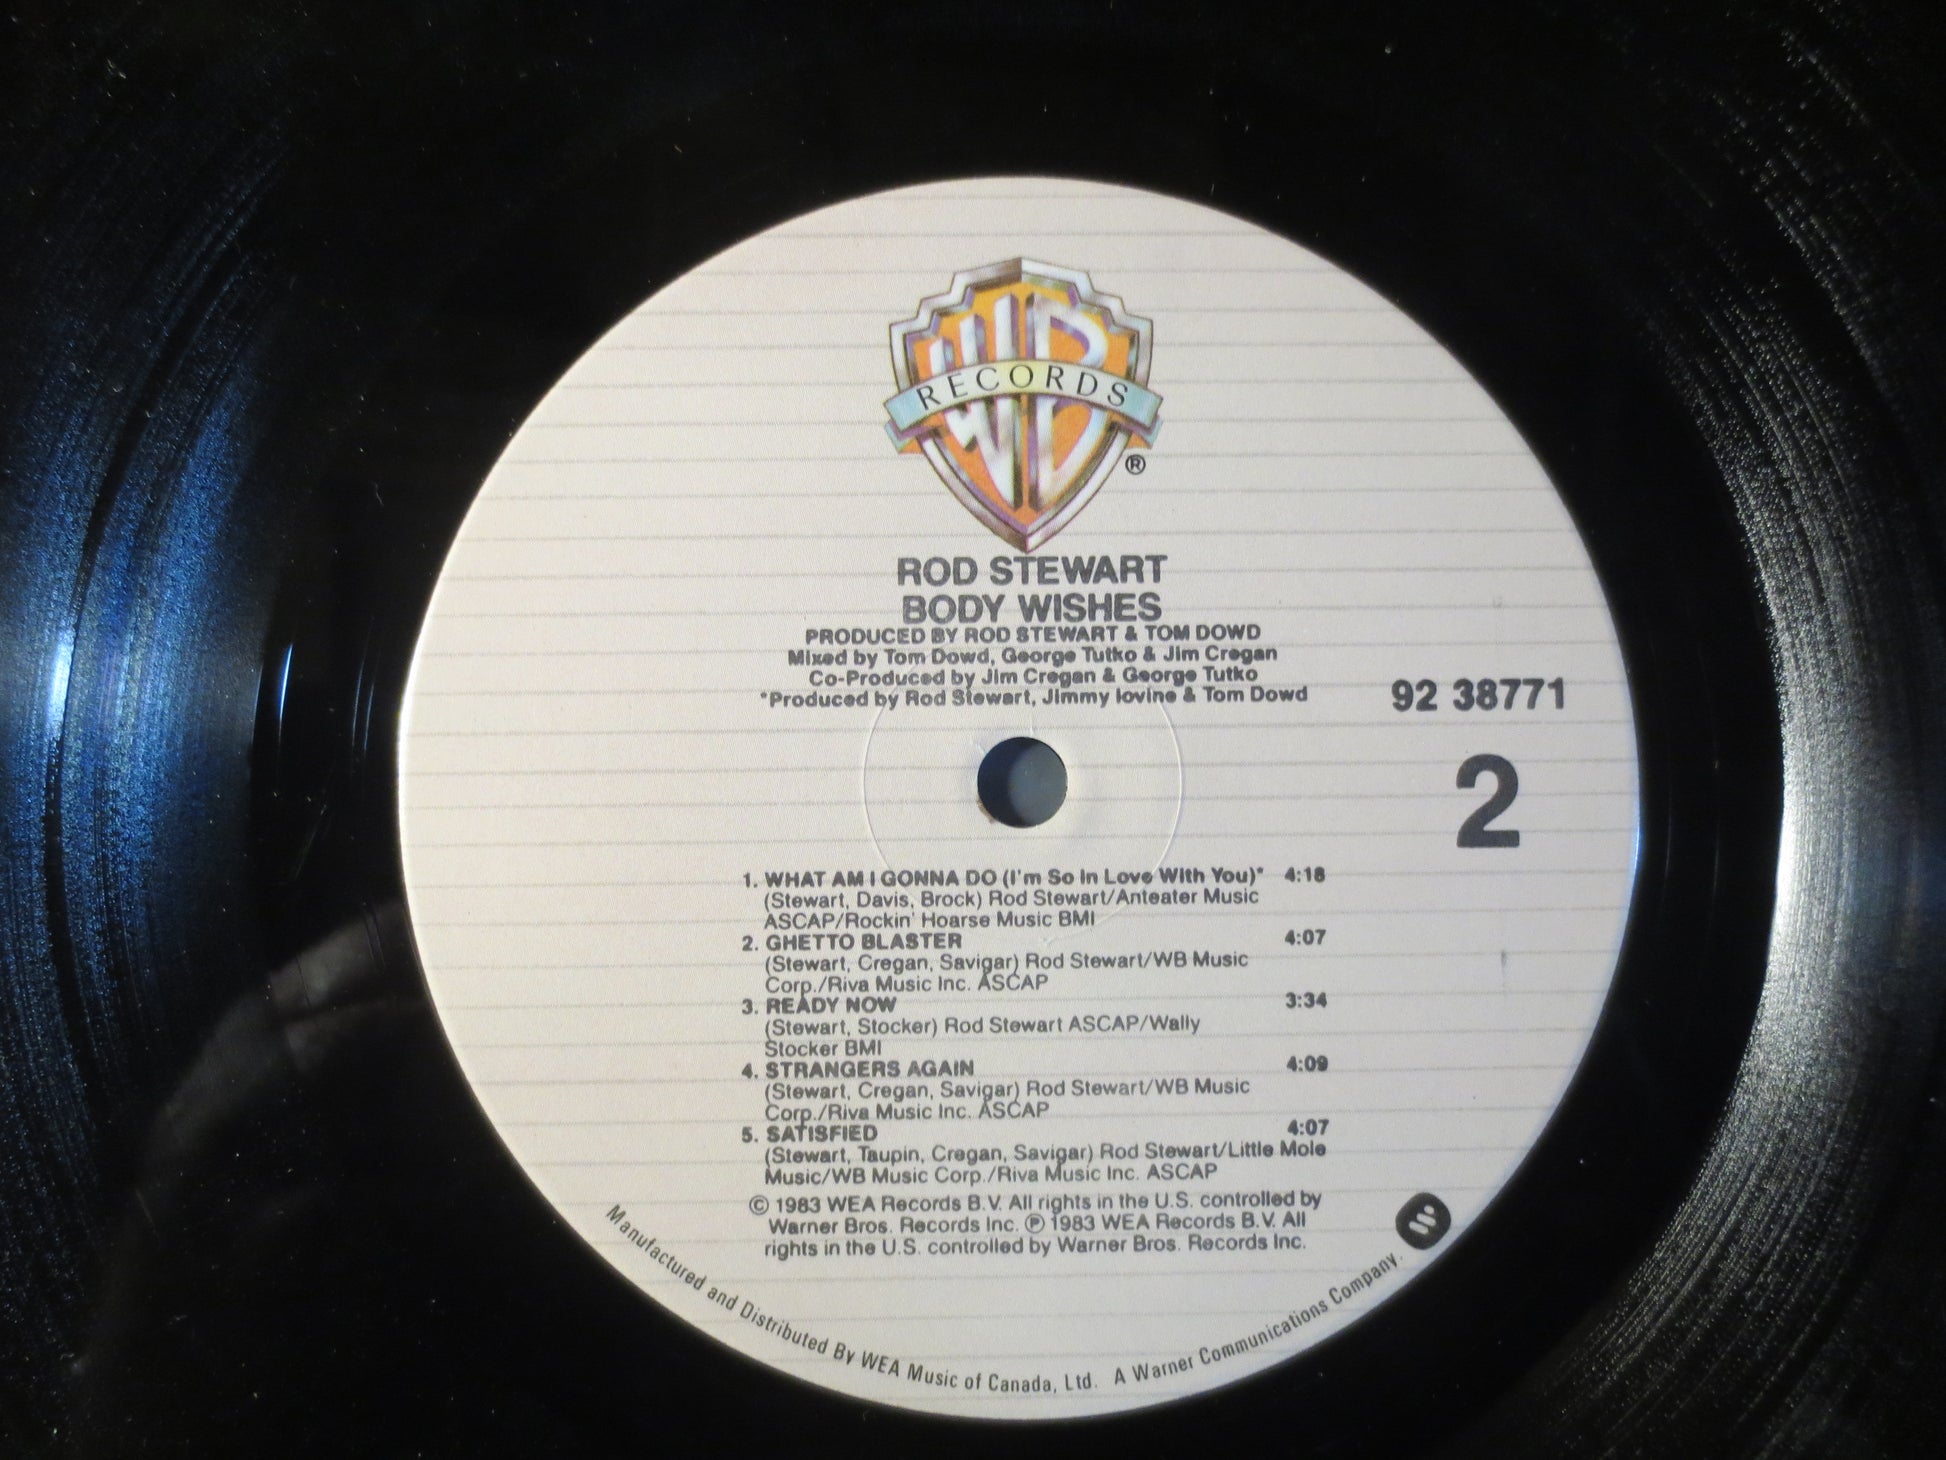 WB
RECORDS
®
ROD STEWART
BODY WISHES
PRODUCED BY ROD STEWART & TOM DOWD
Mixed by Tom Dowd, George Tutko & Jim Cregan
Co-Produced by Jim Cregan & George Tutko
*Produced by Rod Stewart, Jimmy Iovine & Tom Dowd
92 38771
2
1. WHAT AM I GONNA DO (I'm So In Love With You)* 4:18
(Stewart, Davis, Brock) Rod Stewart/Anteater Music
ASCAP/Rockin' Hoarse Music BMI
2. GHETTO BLASTER 4:07
(Stewart, Cregan, Savigar) Rod Stewart/WB Music
Corp./Riva Music Inc. ASCAP
3. READY NOW 3:34
(Stewart, Stocker) Rod Stewart ASCAP/Wally
Stocker BMI
4. STRANGERS AGAIN 4:09
(Stewart, Cregan, Savigar) Rod Stewart/WB Music
Corp./Riva Music Inc. ASCAP
5. SATISFIED 4:07
(Stewart, Taupin, Cregan, Savigar) Rod Stewart/Little Mole
Music/WB Music Corp./Riva Music Inc. ASCAP
© 1983 WEA Records B.V. All rights in the U.S. controlled by
Warner Bros. Records Inc. ℗ 1983 WEA Records B.V. All
rights in the U.S. controlled by Warner Bros. Records Inc.
Manufactured and Distributed By WEA Music of Canada, Ltd. A Warner Communications Company.